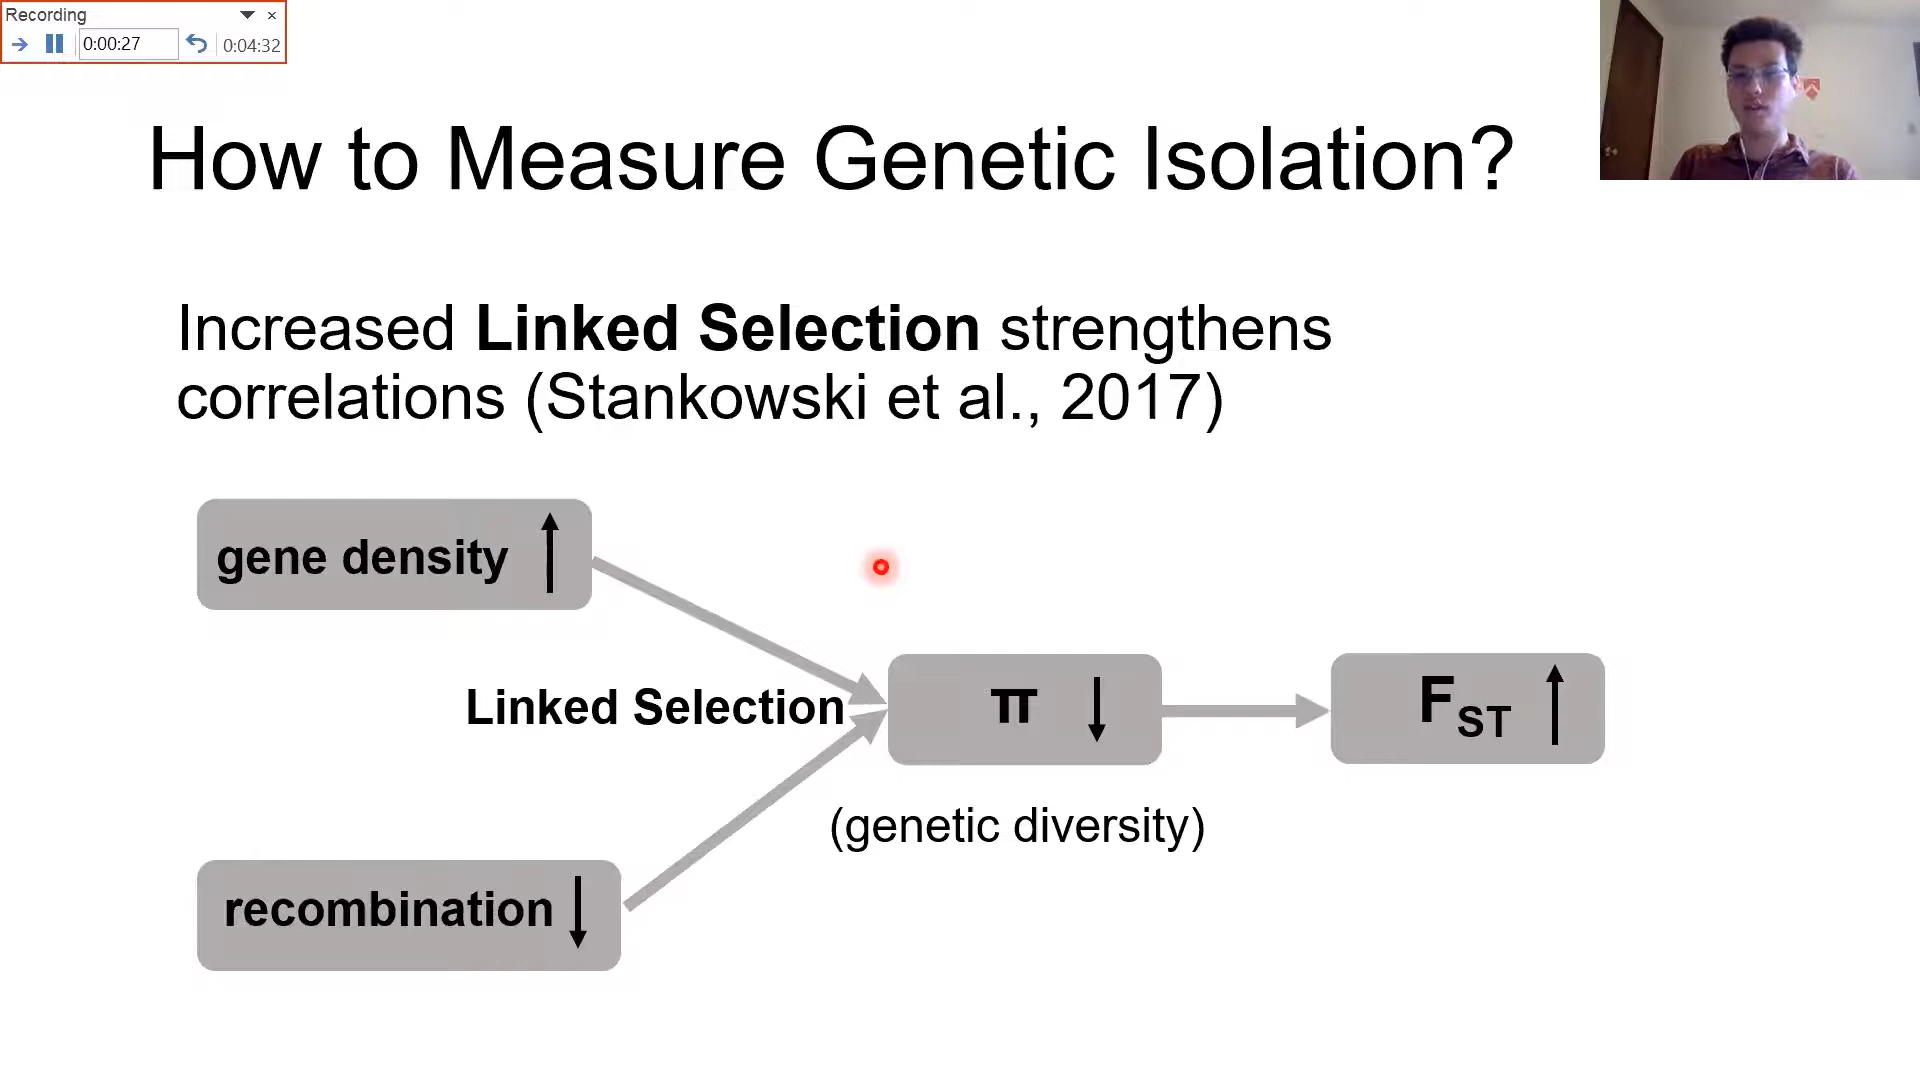 Recording
0:00:27
0:04:32
How to Measure Genetic Isolation?
Increased Linked Selection strengthens
correlations (Stankowski et al., 2017)
gene density
Linked Selection
π
FST
(genetic diversity)
recombination